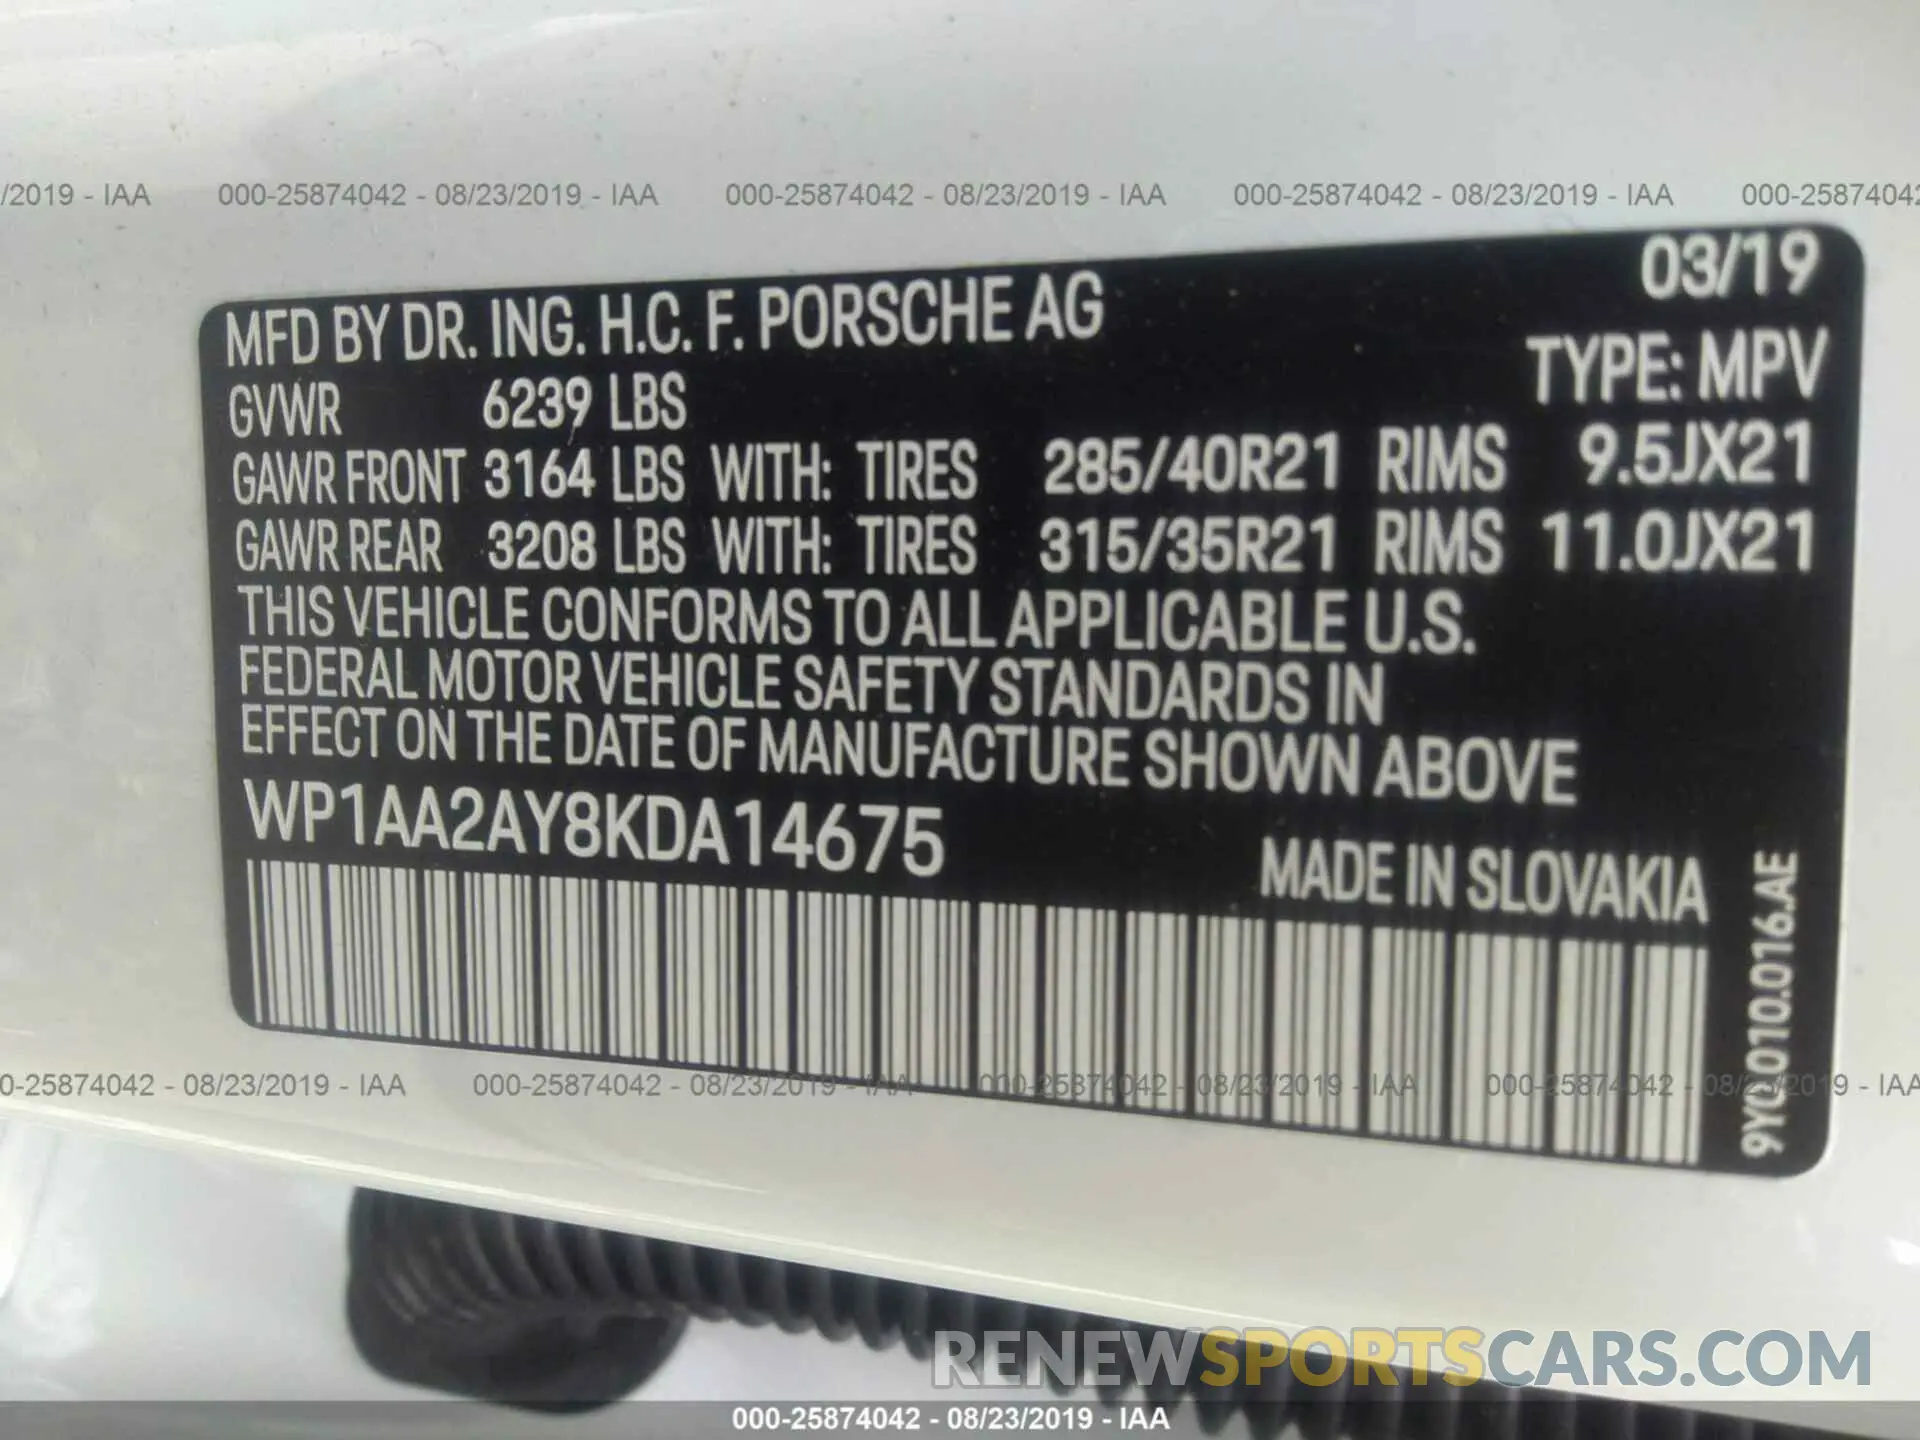 /2019 - IAA 000-25874042 - 08/23/2019 - IAA 000-25874042 - 08/23/2019 - IAA 000-25874042 - 08/23/2019 - IAA 000-25874042
03/19
MFD BY DR. ING. H.C. F. PORSCHE AG
TYPE: MPV
GVWR 6239 LBS
GAWR FRONT 3164 LBS WITH: TIRES 285/40R21 RIMS 9.5JX21
GAWR REAR 3208 LBS WITH: TIRES 315/35R21 RIMS 11.0JX21
THIS VEHICLE CONFORMS TO ALL APPLICABLE U.S.
FEDERAL MOTOR VEHICLE SAFETY STANDARDS IN
EFFECT ON THE DATE OF MANUFACTURE SHOWN ABOVE
WP1AA2AY8KDA14675
MADE IN SLOVAKIA
9Y0.010.016.AE
0-25874042 - 08/23/2019 - IAA 000-25874042 - 08/23/2019 - IAA 000-25874042 - 08/23/2019 - IAA 000-25874042 - 08/23/2019 - IAA
RENEWSPORTSCARS.COM
000-25874042 - 08/23/2019 - IAA